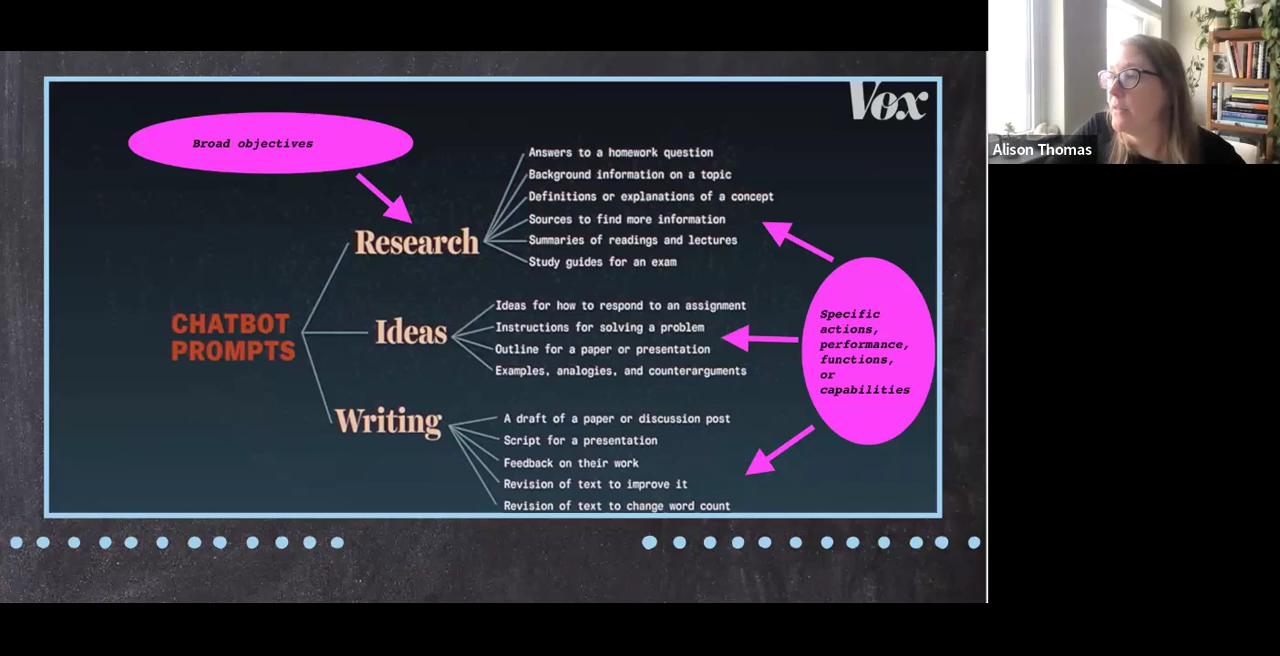 Vox
Broad objectives
Answers to a homework question
Background information on a topic
Definitions or explanations of a concept
Sources to find more information
Summaries of readings and lectures
Study guides for an exam
Research
CHATBOT
PROMPTS
Ideas
Ideas for how to respond to an assignment
Instructions for solving a problem
Outline for a paper or presentation
Examples, analogies, and counterarguments
Writing
A draft of a paper or discussion post
Script for a presentation
Feedback on their work
Revision of text to improve it
Revision of text to change word count
Specific
actions,
performance,
functions,
or
capabilities
Alison Thomas